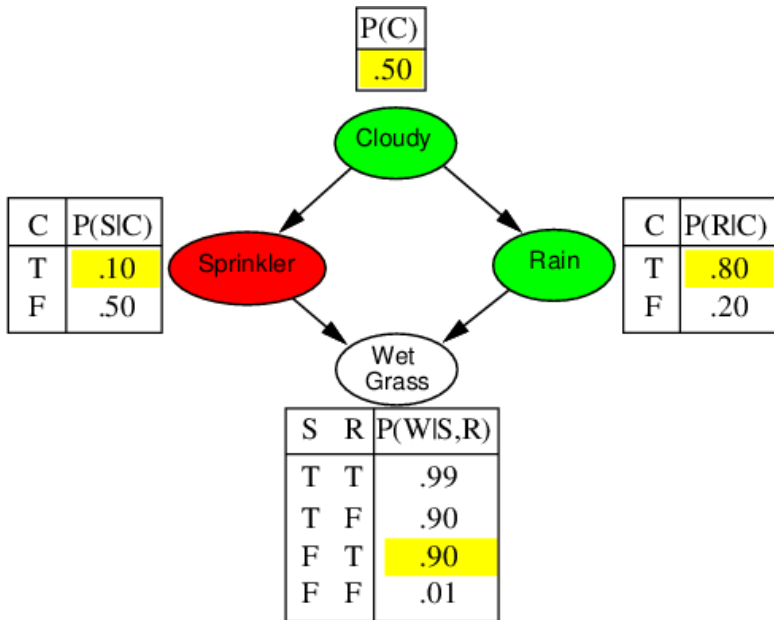 P(C)
.50
Cloudy
C P(S|C)
T .10
F .50
Sprinkler
Rain
C P(R|C)
T .80
F .20
Wet
Grass
S R P(W|S,R)
T T .99
T F .90
F T .90
F F .01